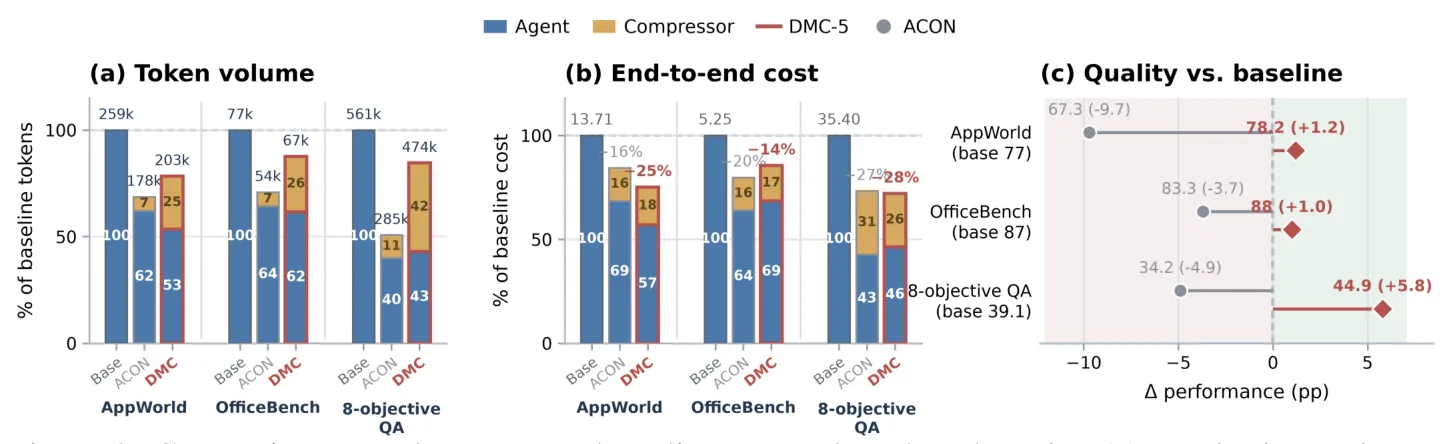 Agent Compressor DMC-5 ACON
(a) Token volume
% of baseline tokens
100
50
0
259k
178k
203k
77k
54k
67k
561k
285k
474k
100
7
62
25
53
100
7
64
26
62
100
11
40
42
43
Base ACON DMC
Base ACON DMC
Base ACON DMC
AppWorld OfficeBench 8-objective
QA
(b) End-to-end cost
% of baseline cost
100
50
0
13.71
−16%
−25%
5.25
−20%
−14%
35.40
−27%
−28%
100
16
69
18
57
100
16
64
17
69
100
31
43
26
46
Base ACON DMC
Base ACON DMC
Base ACON DMC
AppWorld OfficeBench 8-objective
QA
(c) Quality vs. baseline
67.3 (-9.7)
78.2 (+1.2)
AppWorld
(base 77)
83.3 (-3.7)
88 (+1.0)
OfficeBench
(base 87)
34.2 (-4.9)
44.9 (+5.8)
8-objective QA
(base 39.1)
−10 −5 0 5
Δ performance (pp)